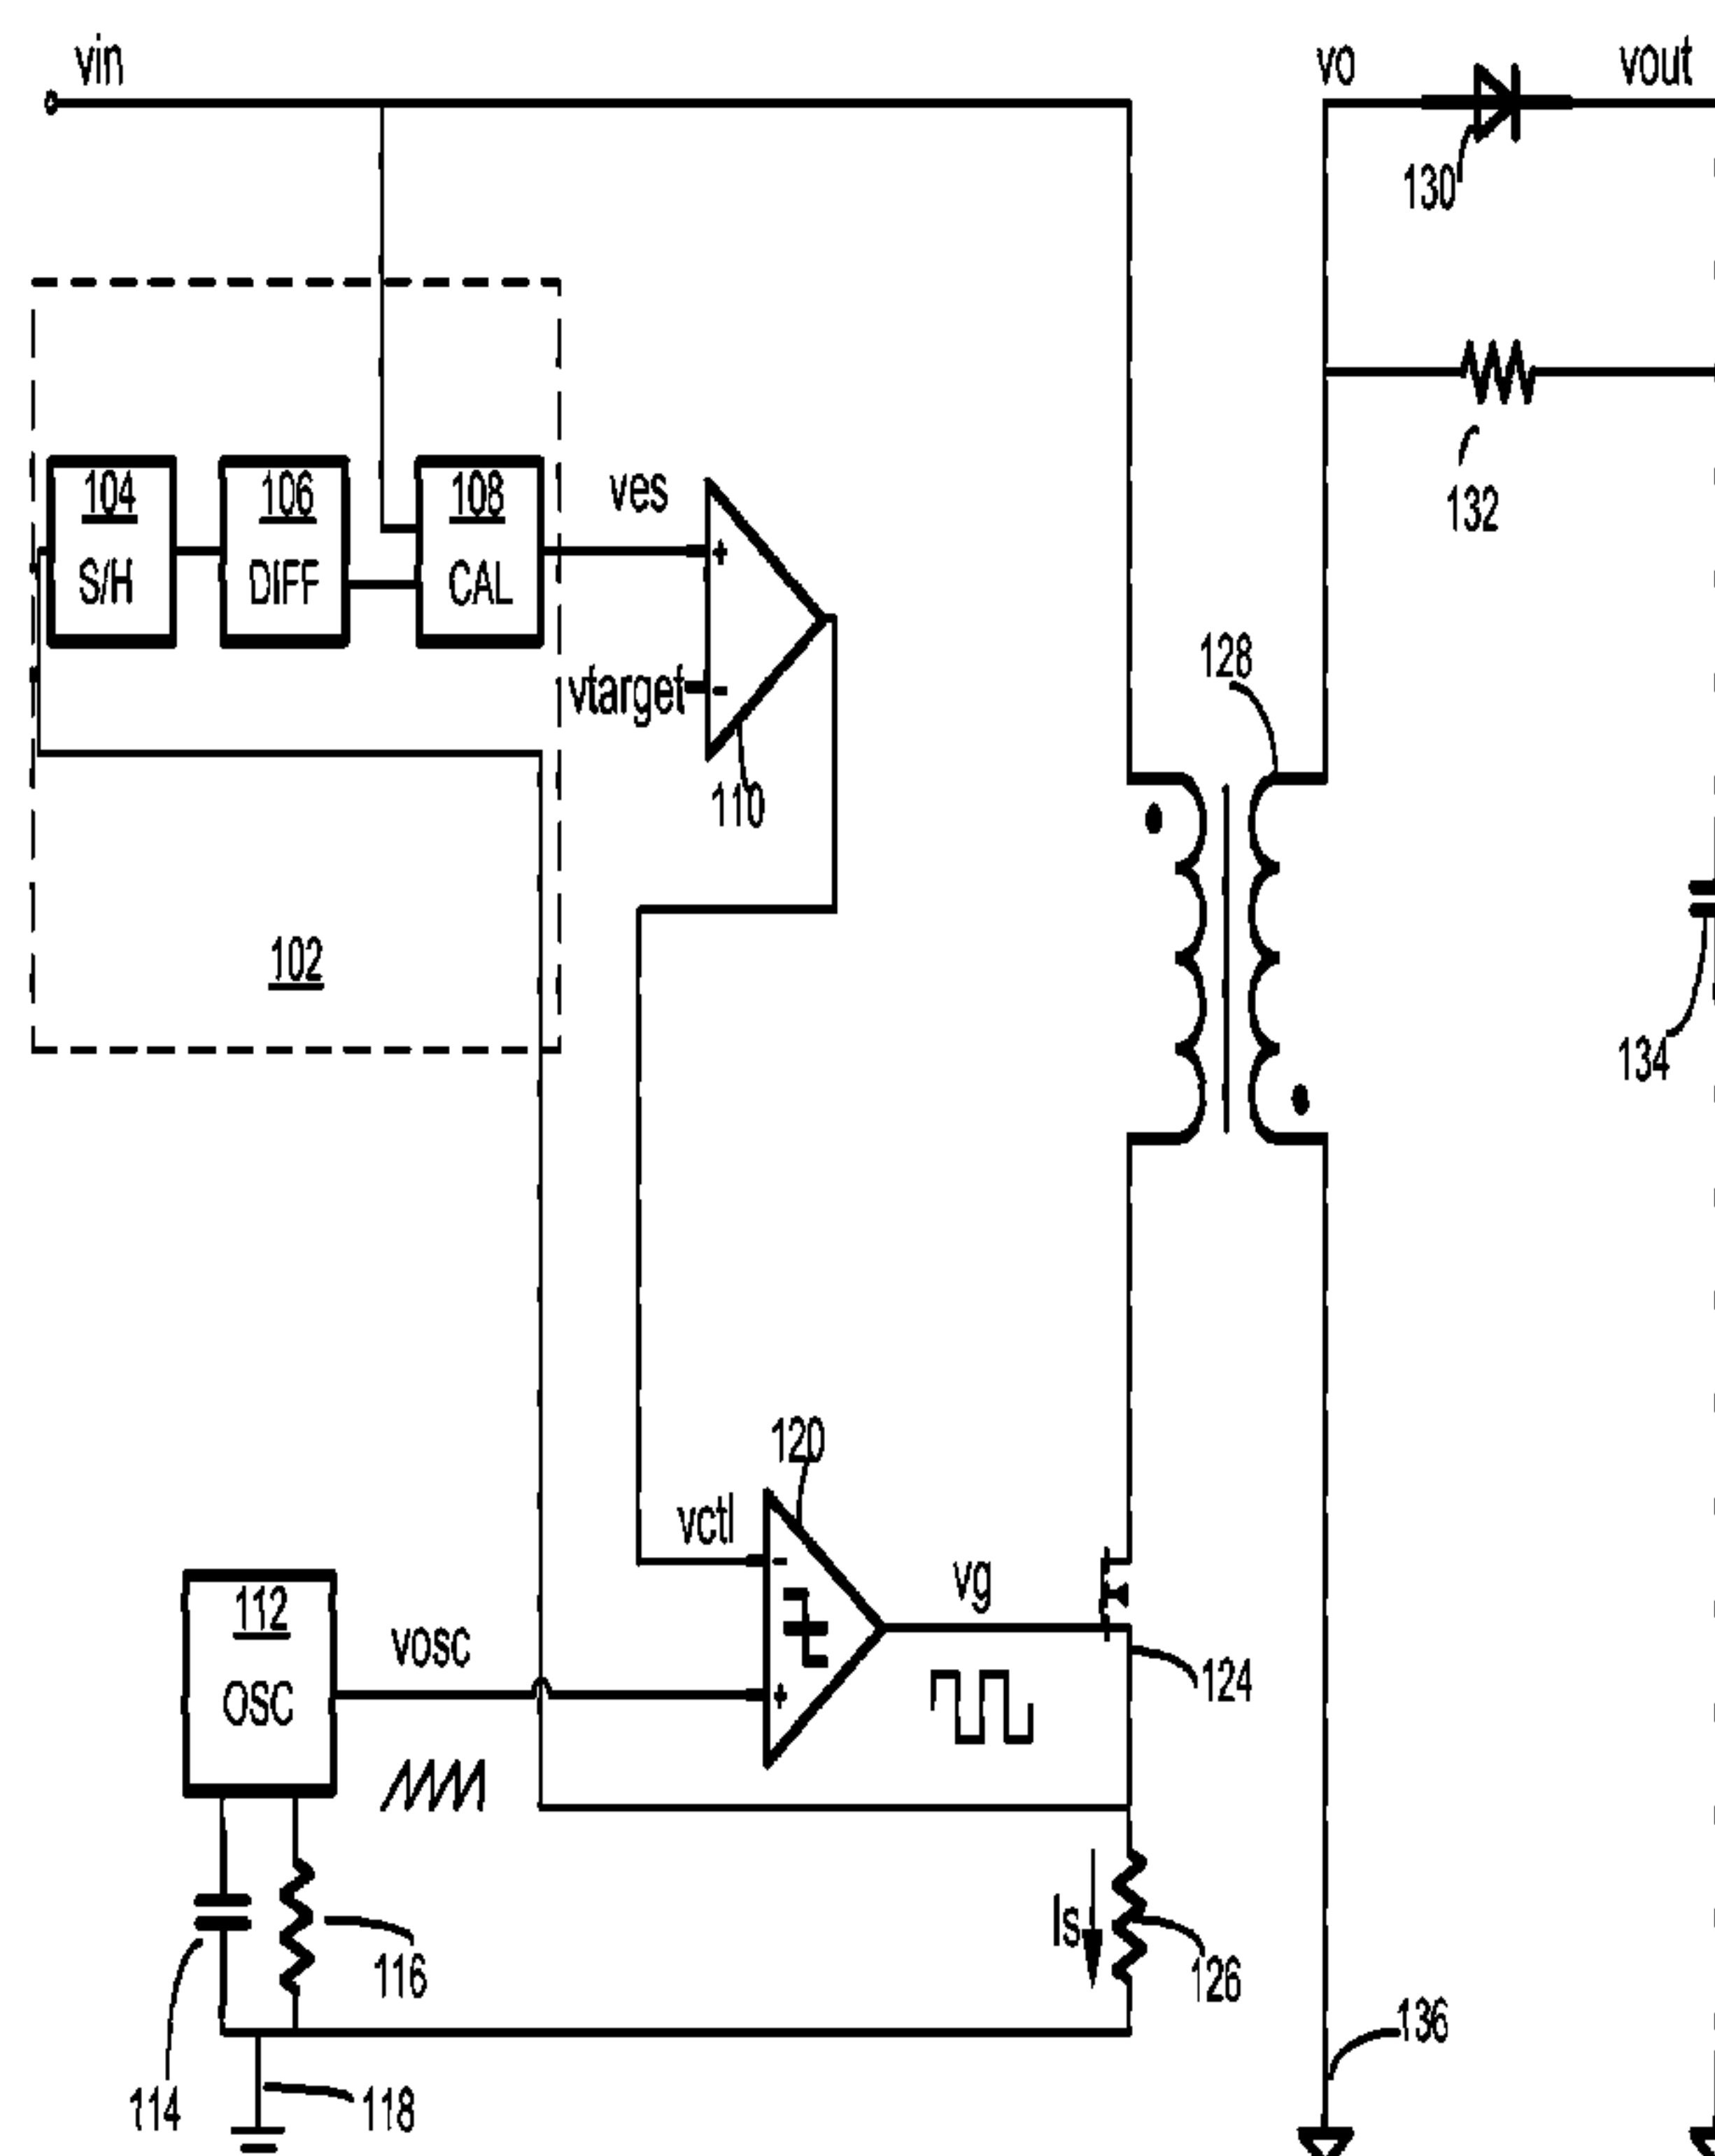 vin
vo
vout
130
132
104
S/H
106
DIFF
108
CAL
ves
+
vtarget
-
110
128
102
134
120
vctl
-
112
OSC
vosc
+
vg
124
Is
126
116
114
118
136